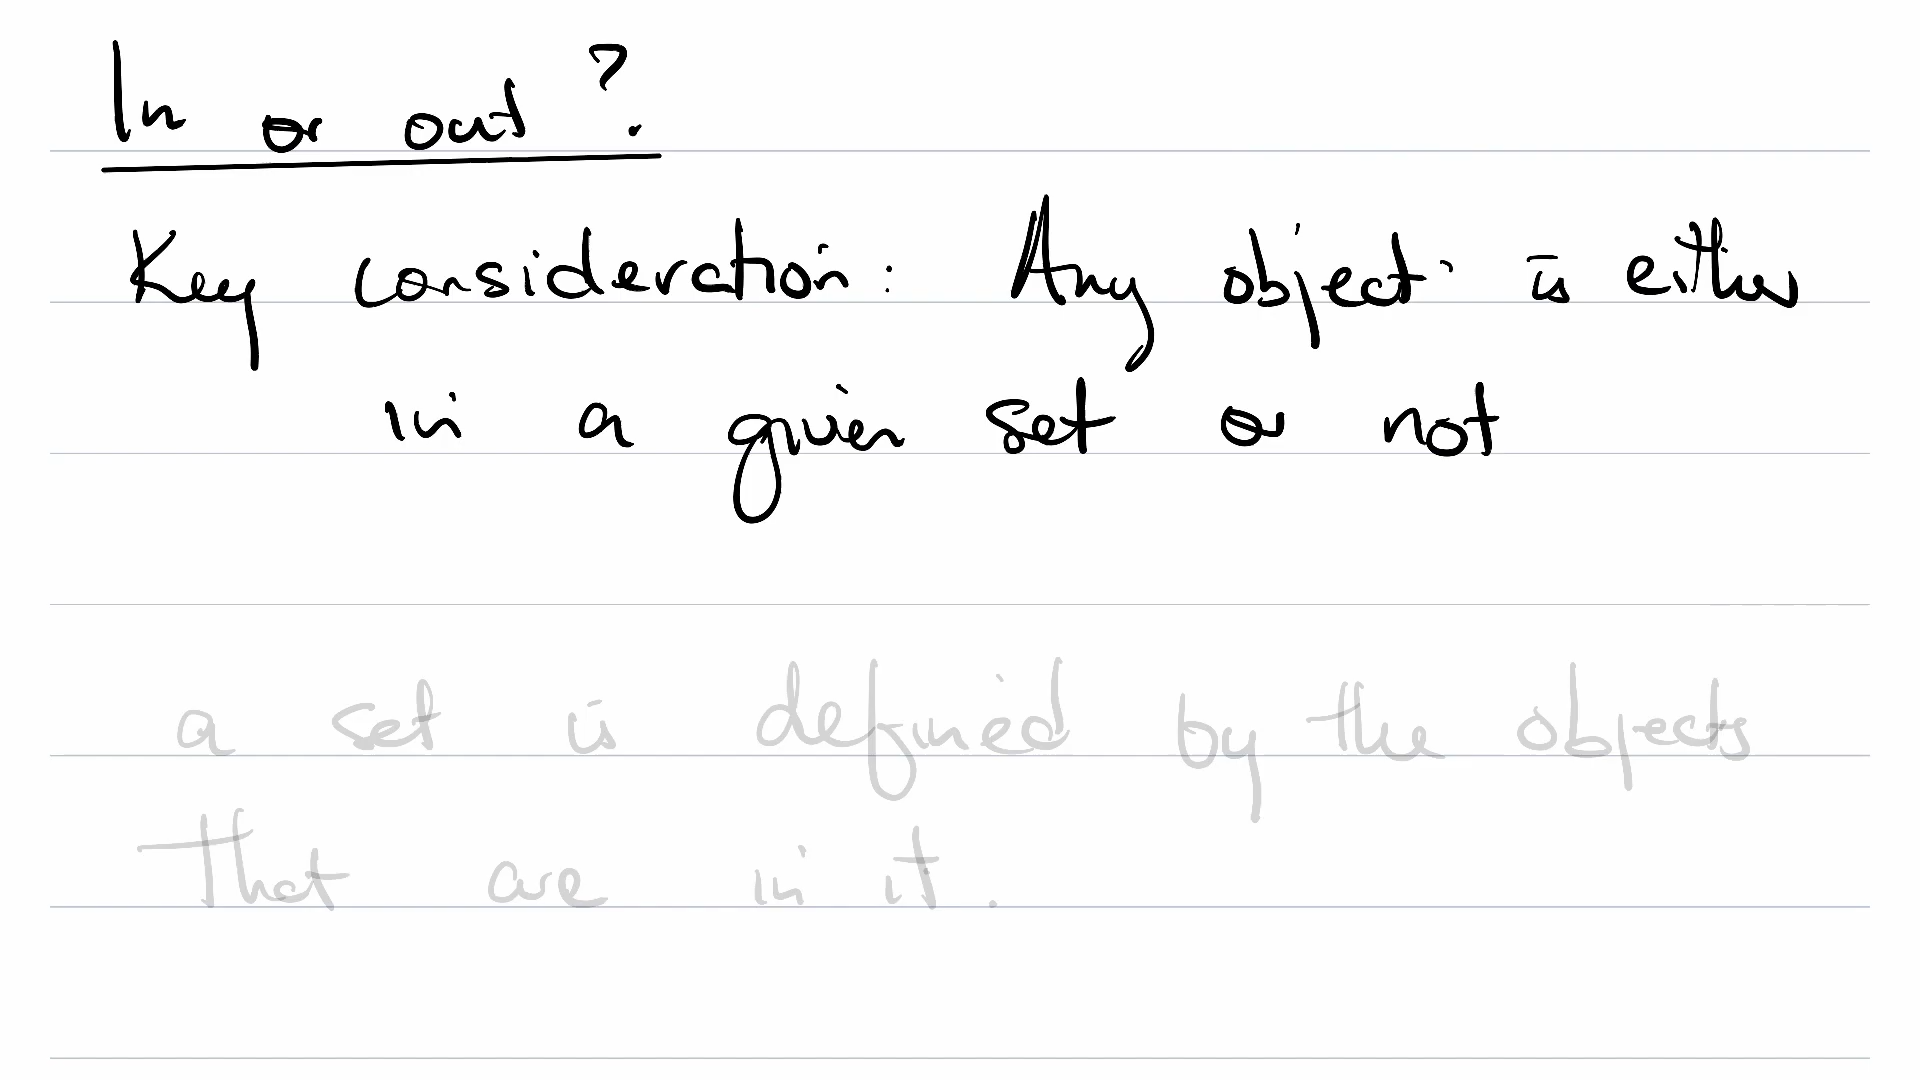 In or out?
Key consideration: Any object is either
in a given set or not
a set is defined by the objects
that are in it.